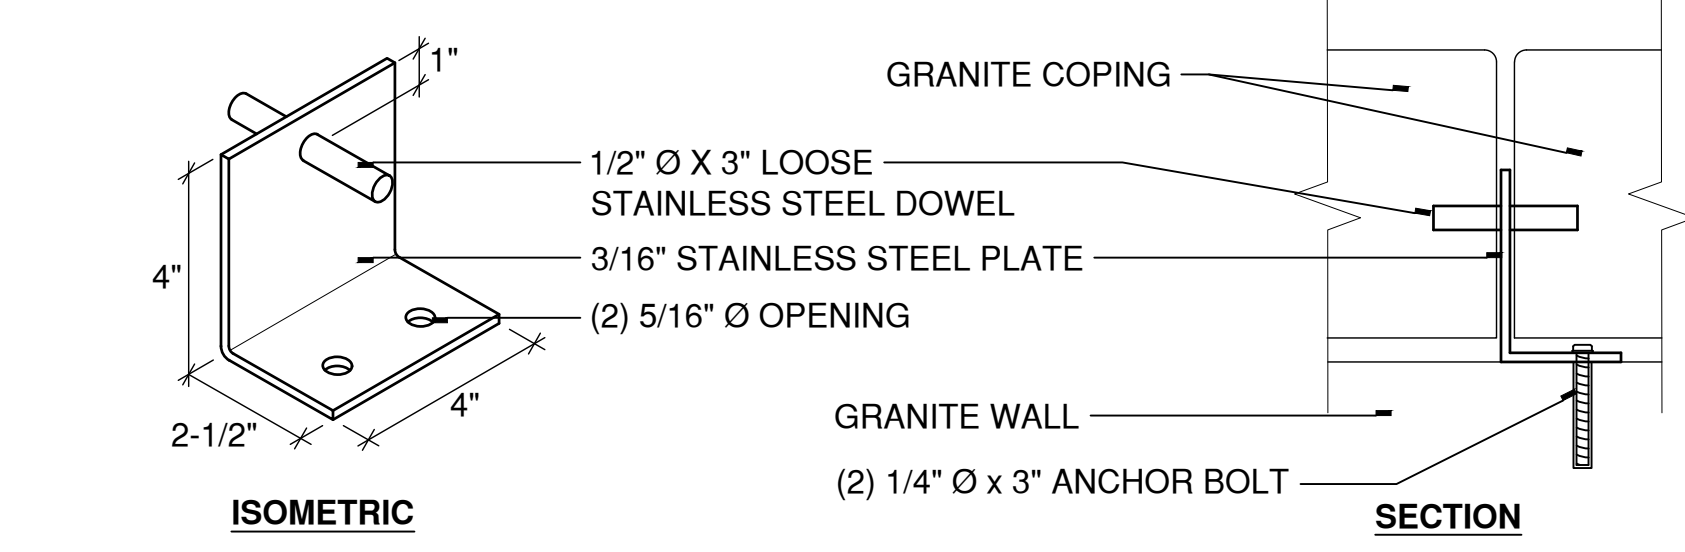 1"
GRANITE COPING
1/2" Ø X 3" LOOSE
STAINLESS STEEL DOWEL
3/16" STAINLESS STEEL PLATE
4"
(2) 5/16" Ø OPENING
4"
GRANITE WALL
2-1/2"
(2) 1/4" Ø x 3" ANCHOR BOLT
ISOMETRIC
SECTION